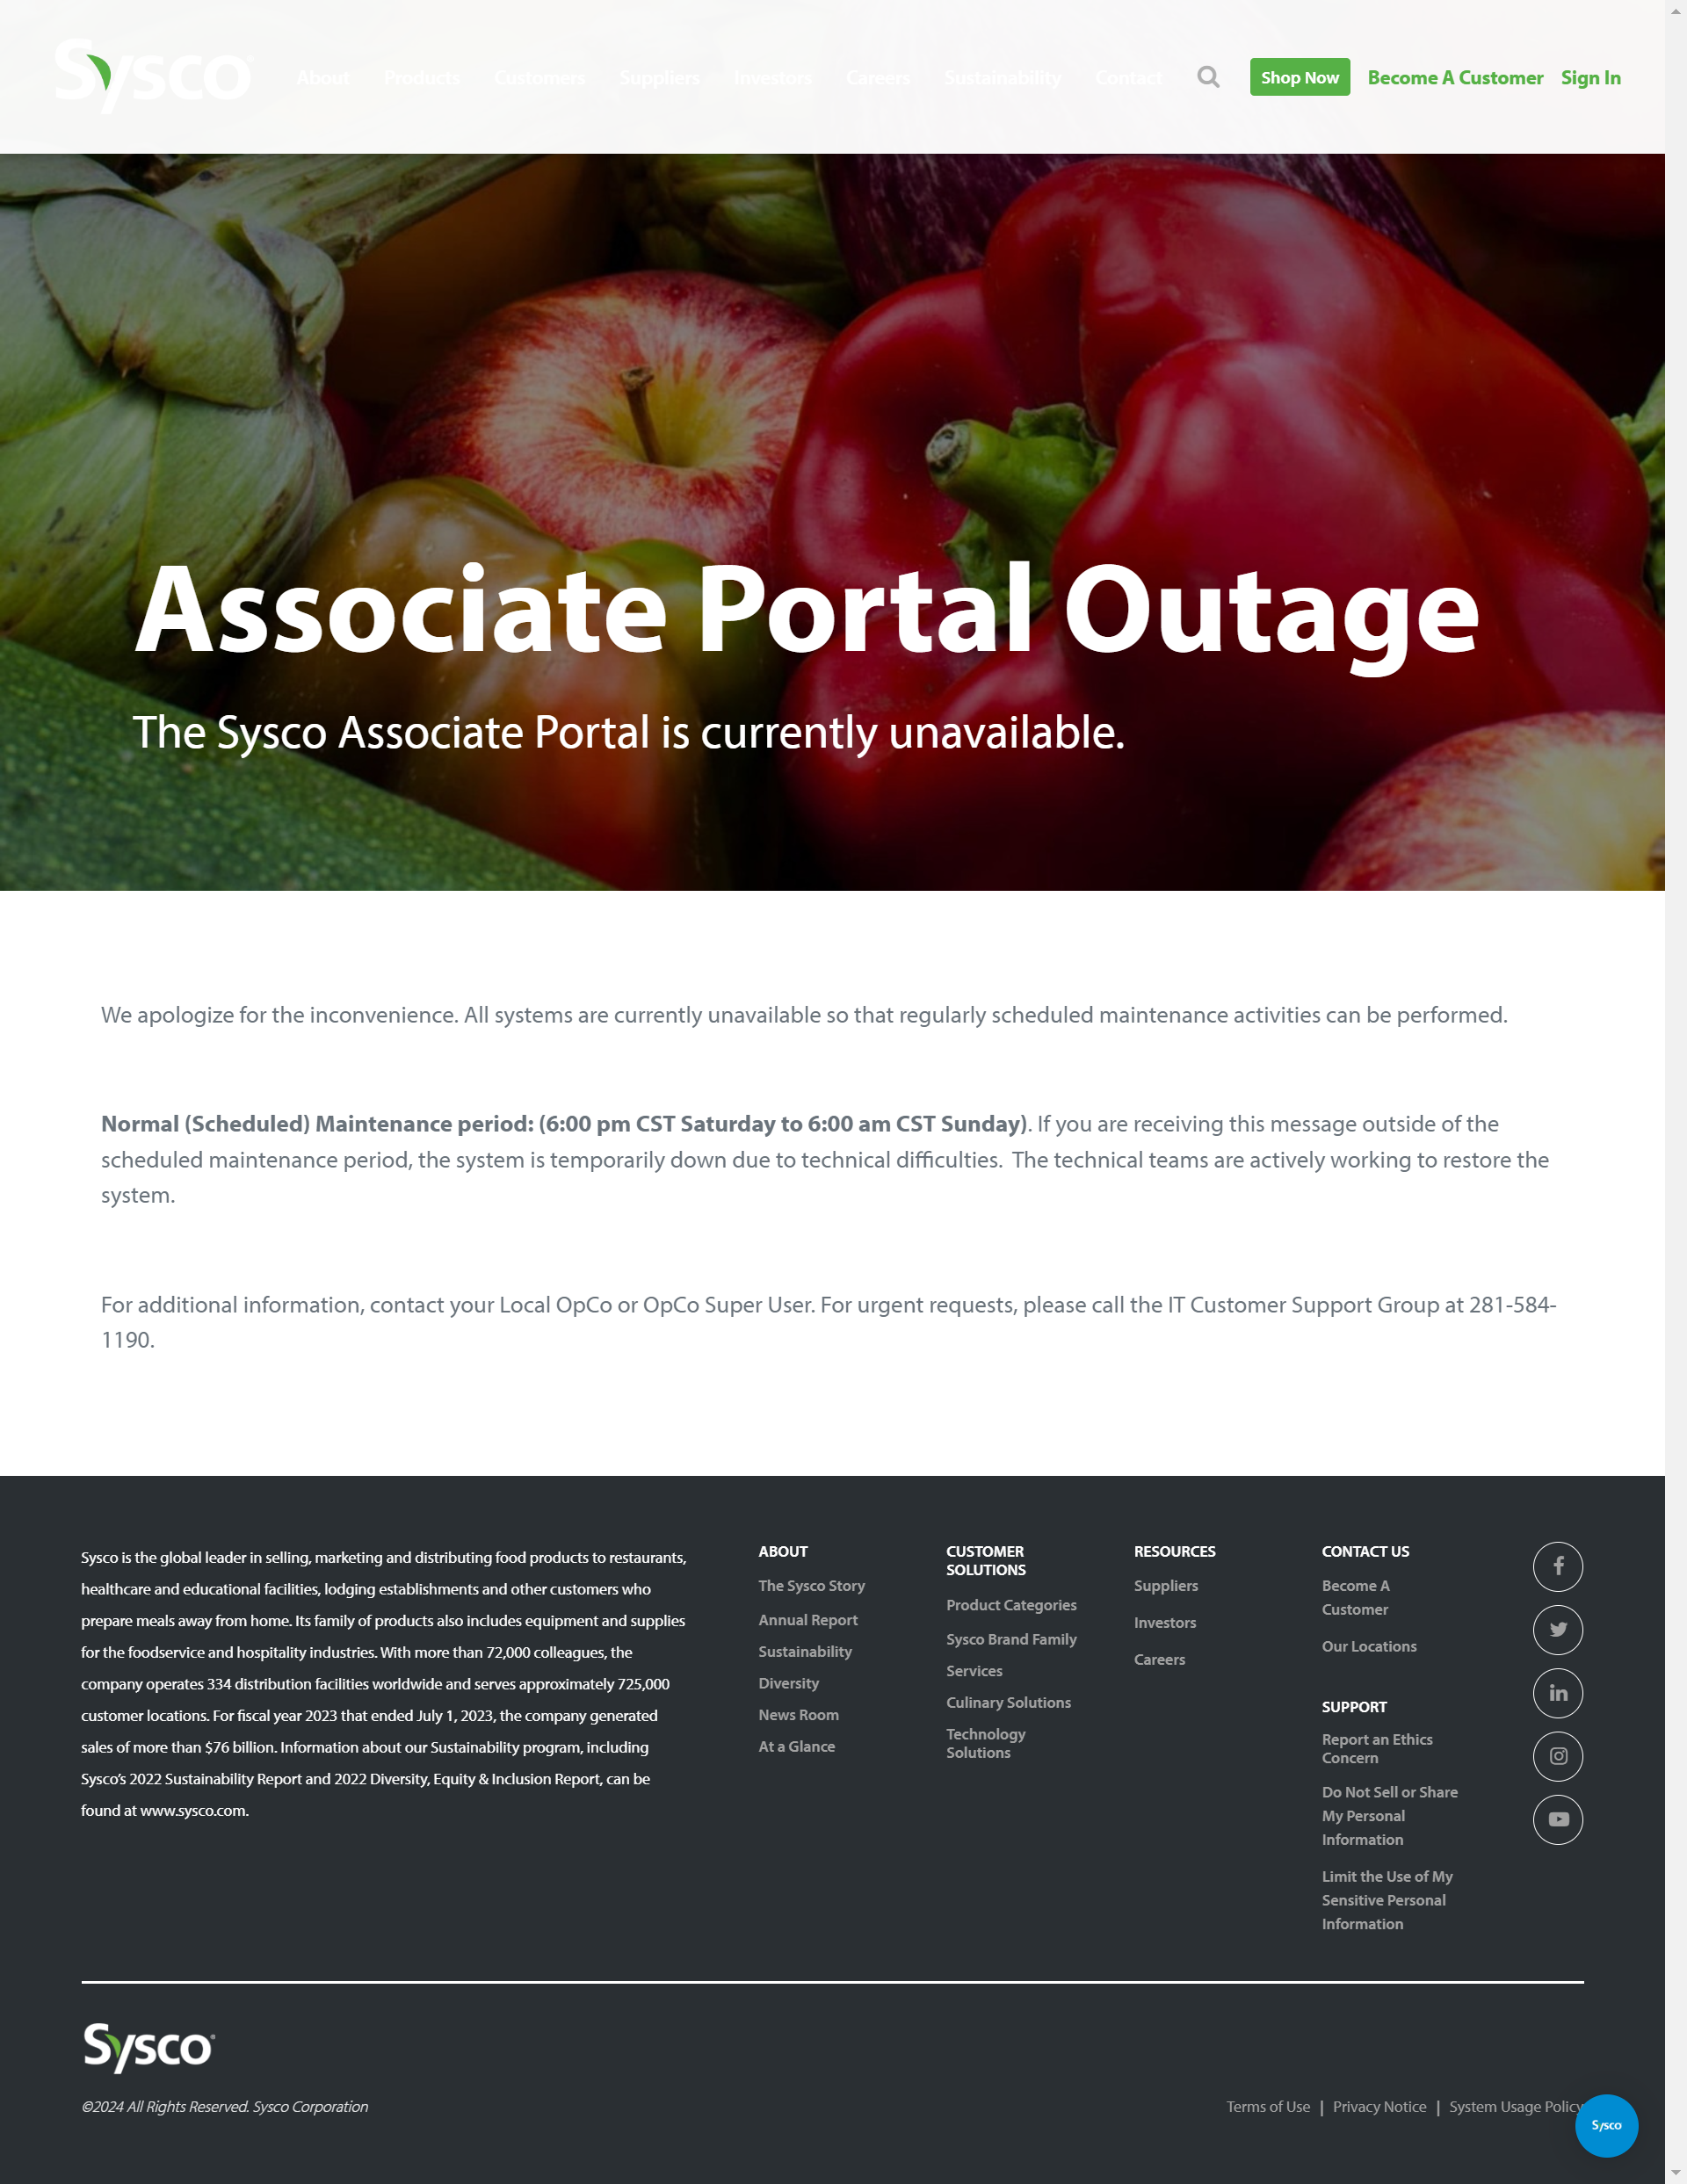 Sysco
About Products Customers Suppliers Investors Careers Sustainability Contact Shop Now Become A Customer Sign In
Associate Portal Outage
The Sysco Associate Portal is currently unavailable.
We apologize for the inconvenience. All systems are currently unavailable so that regularly scheduled maintenance activities can be performed.
Normal (Scheduled) Maintenance period: (6:00 pm CST Saturday to 6:00 am CST Sunday). If you are receiving this message outside of the
scheduled maintenance period, the system is temporarily down due to technical difficulties. The technical teams are actively working to restore the
system.
For additional information, contact your Local OpCo or OpCo Super User. For urgent requests, please call the IT Customer Support Group at 281-584-
1190.
Sysco is the global leader in selling, marketing and distributing food products to restaurants,
healthcare and educational facilities, lodging establishments and other customers who
prepare meals away from home. Its family of products also includes equipment and supplies
for the foodservice and hospitality industries. With more than 72,000 colleagues, the
company operates 334 distribution facilities worldwide and serves approximately 725,000
customer locations. For fiscal year 2023 that ended July 1, 2023, the company generated
sales of more than $76 billion. Information about our Sustainability program, including
Sysco’s 2022 Sustainability Report and 2022 Diversity, Equity & Inclusion Report, can be
found at www.sysco.com.
ABOUT
The Sysco Story
Annual Report
Sustainability
Diversity
News Room
At a Glance
CUSTOMER
SOLUTIONS
Product Categories
Sysco Brand Family
Services
Culinary Solutions
Technology
Solutions
RESOURCES
Suppliers
Investors
Careers
CONTACT US
Become A
Customer
Our Locations
SUPPORT
Report an Ethics
Concern
Do Not Sell or Share
My Personal
Information
Limit the Use of My
Sensitive Personal
Information
Sysco®
©2024 All Rights Reserved. Sysco Corporation
Terms of Use | Privacy Notice | System Usage Policy
Sysco